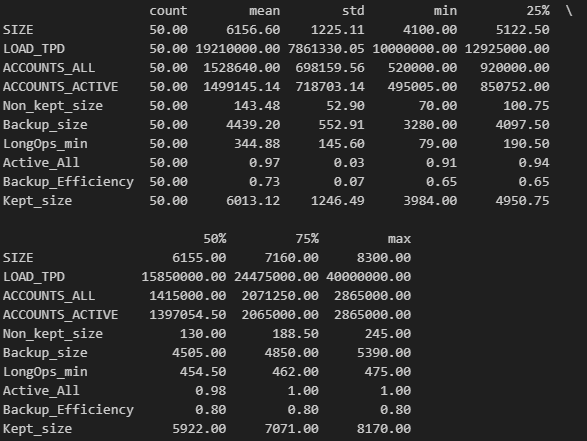 count mean std min 25% \
SIZE 50.00 6156.60 1225.11 4100.00 5122.50
LOAD_TPD 50.00 19210000.00 7861330.05 10000000.00 12925000.00
ACCOUNTS_ALL 50.00 1528640.00 698159.56 520000.00 920000.00
ACCOUNTS_ACTIVE 50.00 1499145.14 718703.14 495005.00 850752.00
Non_kept_size 50.00 143.48 52.90 70.00 100.75
Backup_size 50.00 4439.20 552.91 3280.00 4097.50
LongOps_min 50.00 344.88 145.60 79.00 190.50
Active_All 50.00 0.97 0.03 0.91 0.94
Backup_Efficiency 50.00 0.73 0.07 0.65 0.65
Kept_size 50.00 6013.12 1246.49 3984.00 4950.75
50% 75% max
SIZE 6155.00 7160.00 8300.00
LOAD_TPD 15850000.00 24475000.00 40000000.00
ACCOUNTS_ALL 1415000.00 2071250.00 2865000.00
ACCOUNTS_ACTIVE 1397054.50 2065000.00 2865000.00
Non_kept_size 130.00 188.50 245.00
Backup_size 4505.00 4850.00 5390.00
LongOps_min 454.50 462.00 475.00
Active_All 0.98 1.00 1.00
Backup_Efficiency 0.80 0.80 0.80
Kept_size 5922.00 7071.00 8170.00